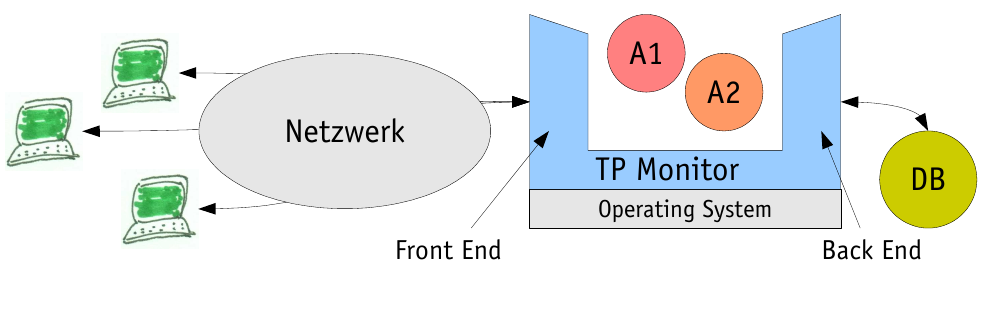 Netzwerk
A1
A2
TP Monitor
Operating System
DB
Front End
Back End